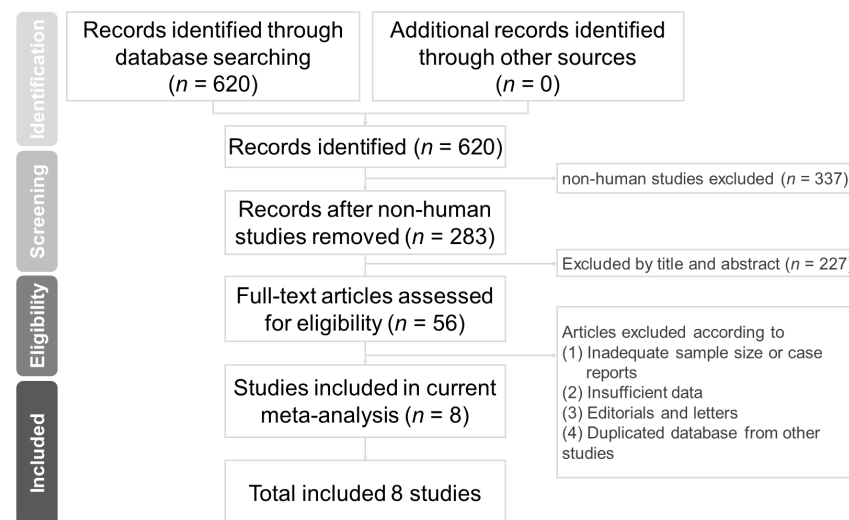 Identification
Records identified through
database searching
(n = 620)
Additional records identified
through other sources
(n = 0)
Records identified (n = 620)
Screening
non-human studies excluded (n = 337)
Records after non-human
studies removed (n = 283)
Excluded by title and abstract (n = 227)
Eligibility
Full-text articles assessed
for eligibility (n = 56)
Articles excluded according to
(1) Inadequate sample size or case
reports
(2) Insufficient data
(3) Editorials and letters
(4) Duplicated database from other
studies
Included
Studies included in current
meta-analysis (n = 8)
Total included 8 studies